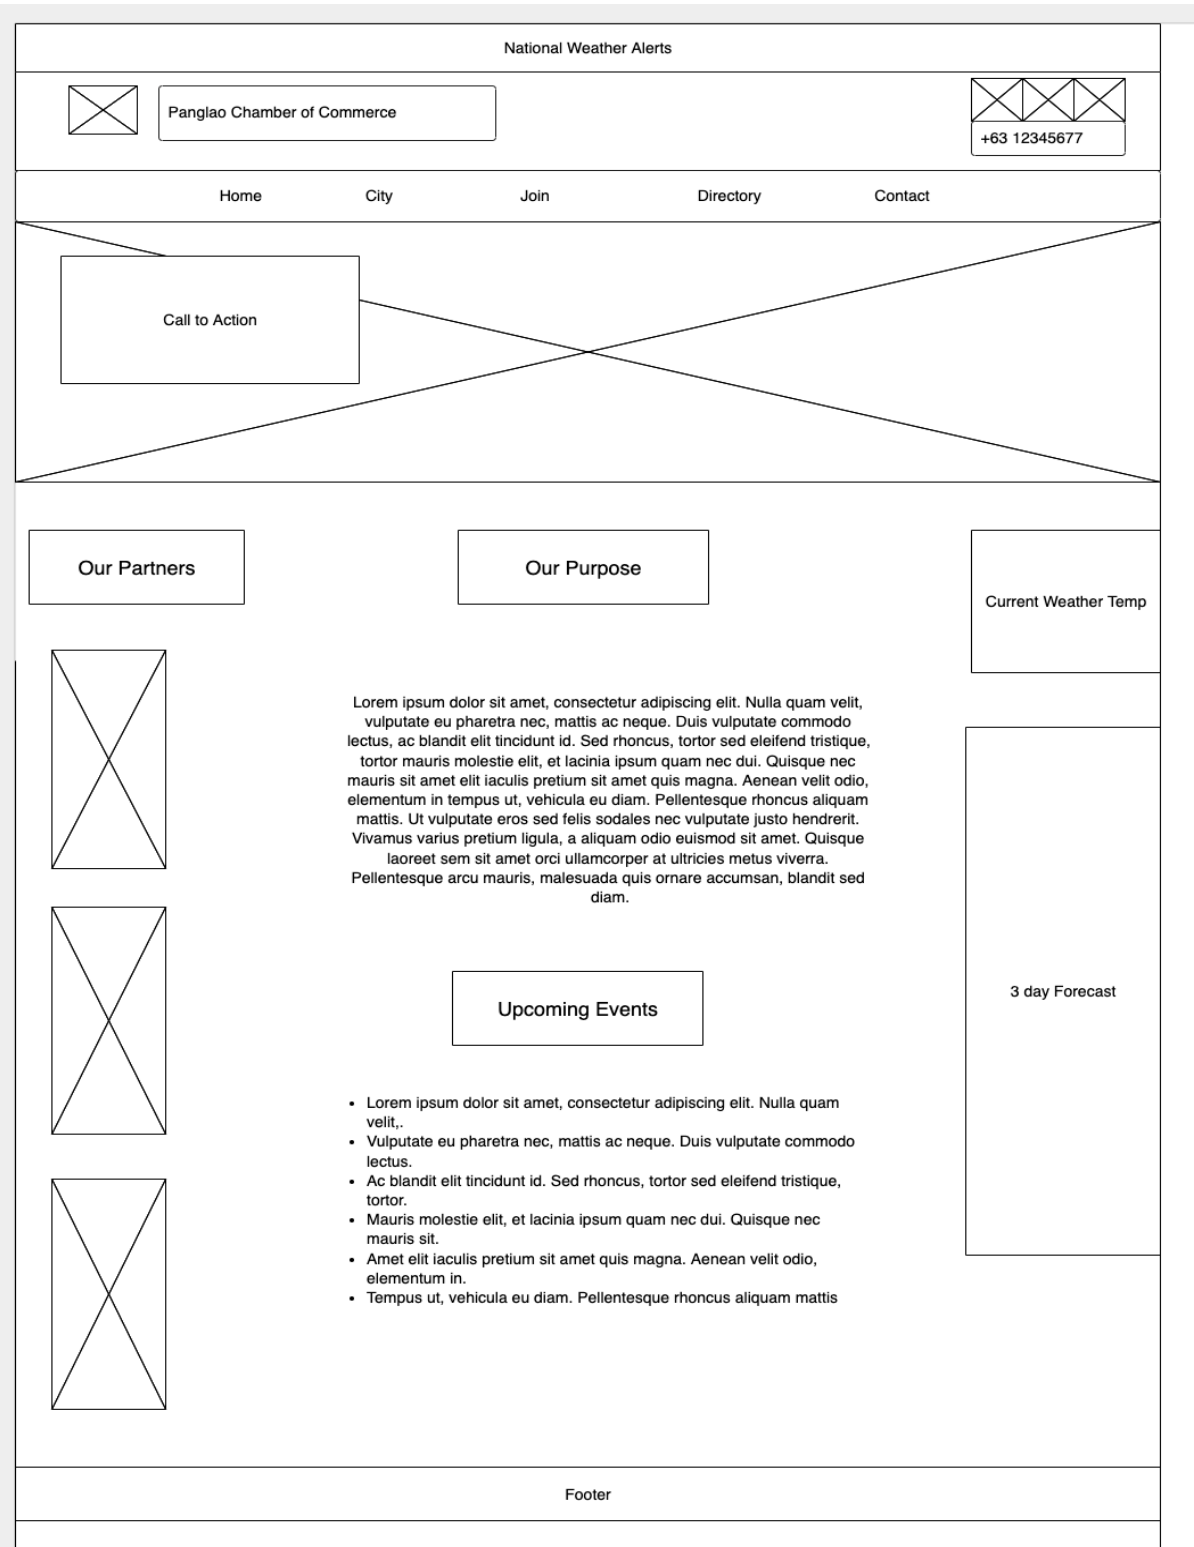 National Weather Alerts
Panglao Chamber of Commerce
+63 12345677
Home
City
Join
Directory
Contact
Call to Action
Our Partners
Our Purpose
Current Weather Temp
Lorem ipsum dolor sit amet, consectetur adipiscing elit. Nulla quam velit,
vulputate eu pharetra nec, mattis ac neque. Duis vulputate commodo
lectus, ac blandit elit tincidunt id. Sed rhoncus, tortor sed eleifend tristique,
tortor mauris molestie elit, et lacinia ipsum quam nec dui. Quisque nec
mauris sit amet elit iaculis pretium sit amet quis magna. Aenean velit odio,
elementum in tempus ut, vehicula eu diam. Pellentesque rhoncus aliquam
mattis. Ut vulputate eros sed felis sodales nec vulputate justo hendrerit.
Vivamus varius pretium ligula, a aliquam odio euismod sit amet. Quisque
laoreet sem sit amet orci ullamcorper at ultricies metus viverra.
Pellentesque arcu mauris, malesuada quis ornare accumsan, blandit sed
diam.
3 day Forecast
Upcoming Events
• Lorem ipsum dolor sit amet, consectetur adipiscing elit. Nulla quam
velit,.
• Vulputate eu pharetra nec, mattis ac neque. Duis vulputate commodo
lectus.
• Ac blandit elit tincidunt id. Sed rhoncus, tortor sed eleifend tristique,
tortor.
• Mauris molestie elit, et lacinia ipsum quam nec dui. Quisque nec
mauris sit.
• Amet elit iaculis pretium sit amet quis magna. Aenean velit odio,
elementum in.
• Tempus ut, vehicula eu diam. Pellentesque rhoncus aliquam mattis
Footer